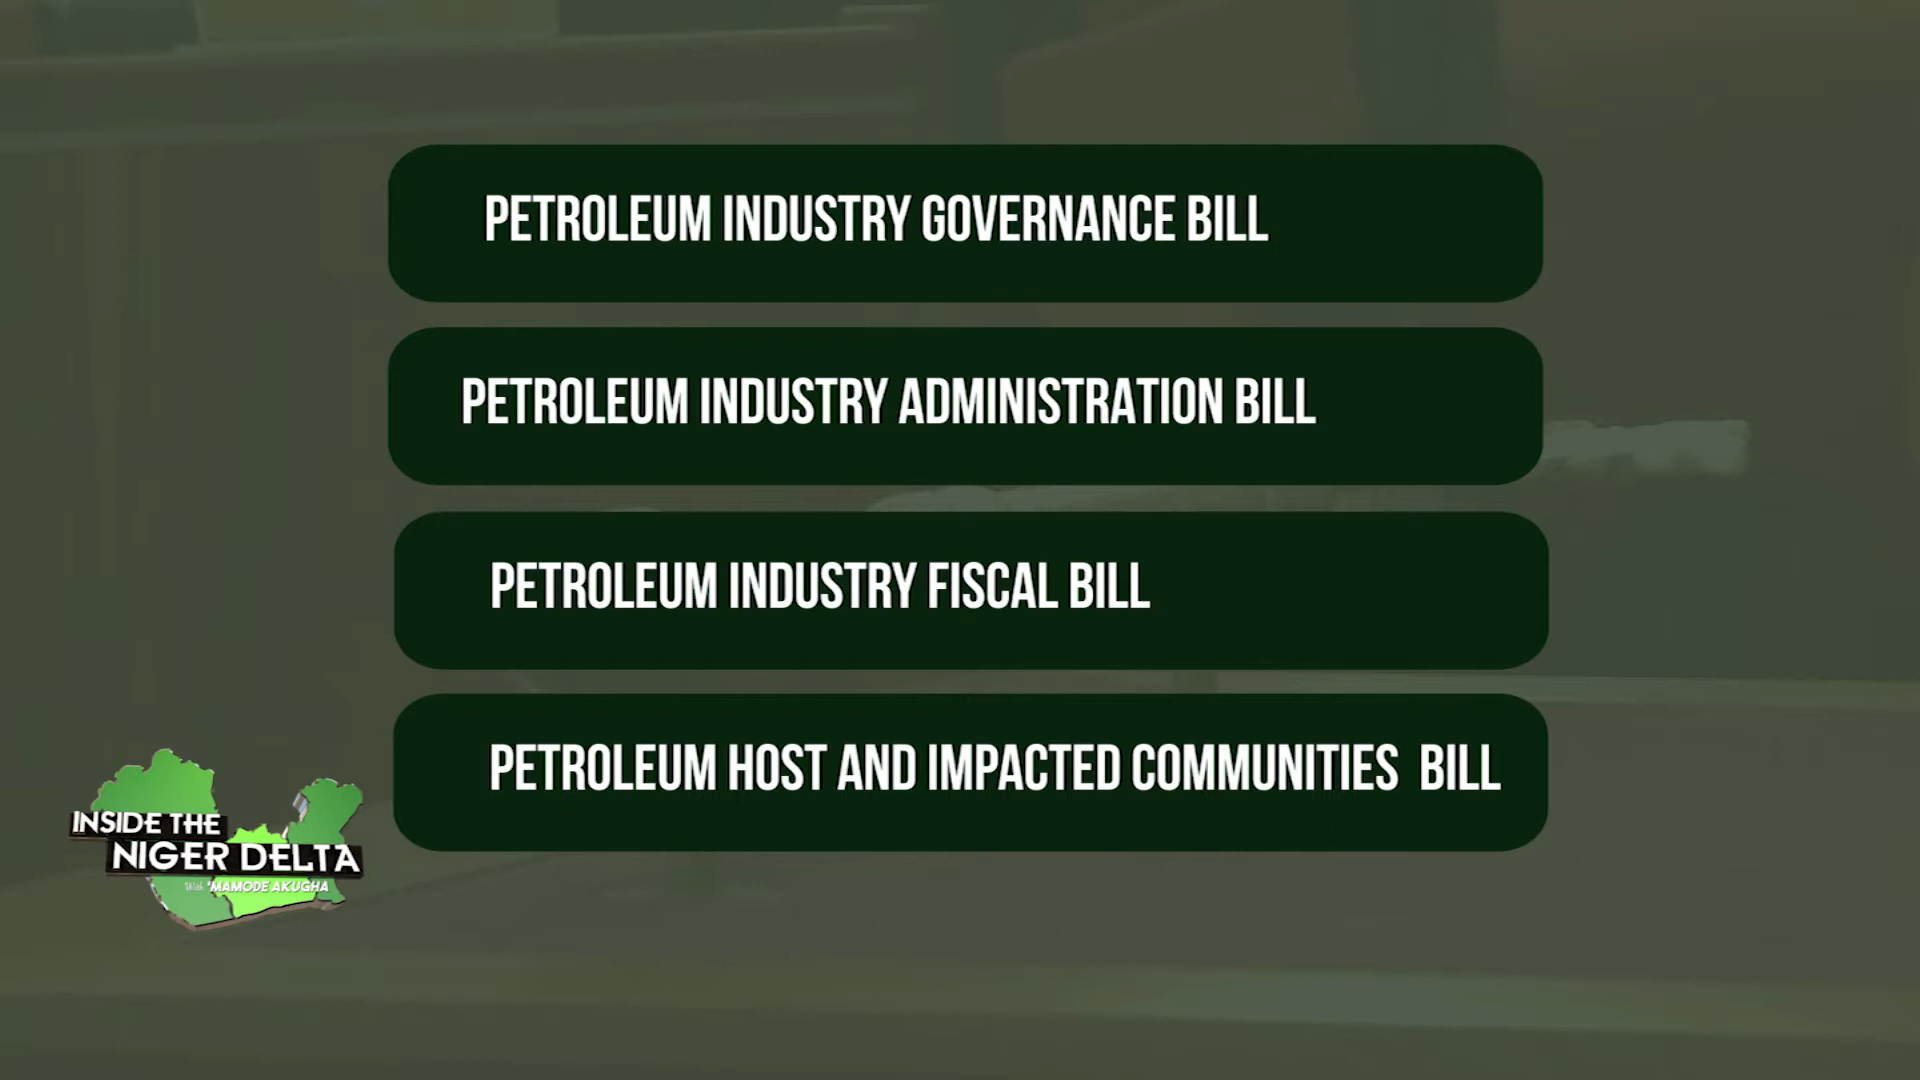 PETROLEUM INDUSTRY GOVERNANCE BILL
PETROLEUM INDUSTRY ADMINISTRATION BILL
PETROLEUM INDUSTRY FISCAL BILL
PETROLEUM HOST AND IMPACTED COMMUNITIES BILL
INSIDE THE
NIGER DELTA
With 'MAMODE AKUGHA